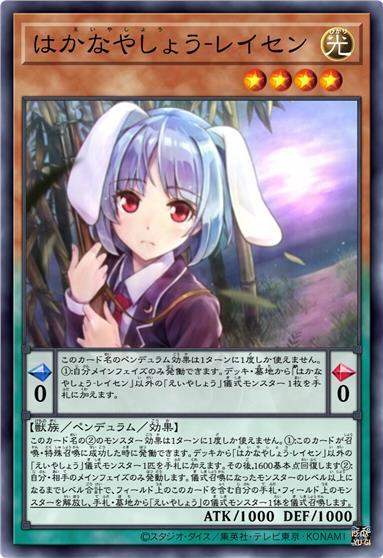 はかなやしょう-レイセン
光
このカード名のペンデュラム効果は1ターンに1度しか使えません。
①:自分メインフェイズのみ発動できます。デッキ・墓地から「はかな
やしょう-レイセン」以外の「えいやしょう」儀式モンスター1枚を手
札に加えます。
0
0
[獣族/ペンデュラム/効果]
このカード名の②のモンスター効果は1ターンに1度しか使えません。①:このカードが召
喚・特殊召喚に成功した時に発動できます。デッキから「はかなやしょう-レイセン」以
外の「えいやしょう」儀式モンスター1匹を手札に加えます。その後,1600基本点回復します②:
自分・相手のメインフェイズのみ発動します。儀式になったモンスターのレベル以上に
なるまでレベル合計で、フィールド上のこのカードを含む自分の手札・フィールド上のモ
ンスターを解放し、手札・墓地から「えいやしょう」儀式モンスター1体を儀式召喚します。
ATK/1000 DEF/1000
©スタジオ・ダイス/集英社・テレビ東京・KONAMI